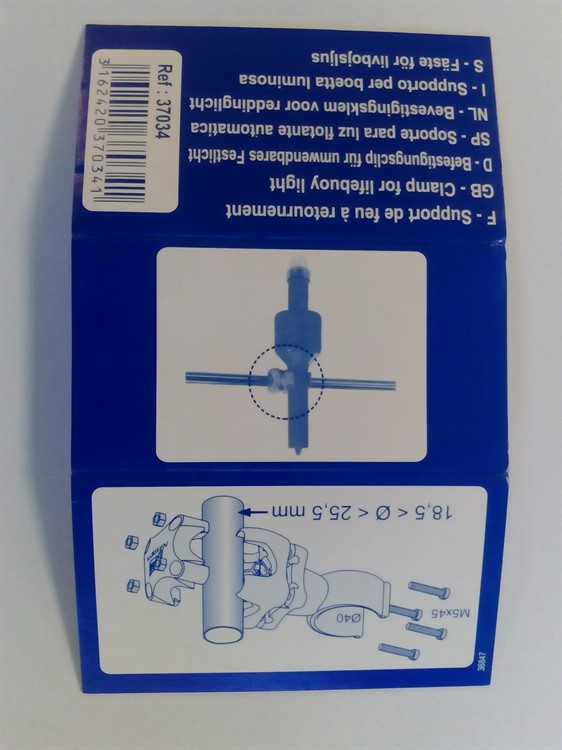 36847
M5x45
Ø40
18,5 < Ø < 25,5 mm
F - Support de feu à retournement
GB - Clamp for lifebuoy light
D - Befestigungsclip für umwendbares Festlicht
SP - Soporte para luz flotante automatica
NL - Bevestigingsklem voor reddinglicht
I - Supporto per boetta luminosa
S - Fäste för livbojsljus
Ref : 37034
3 162420 370341